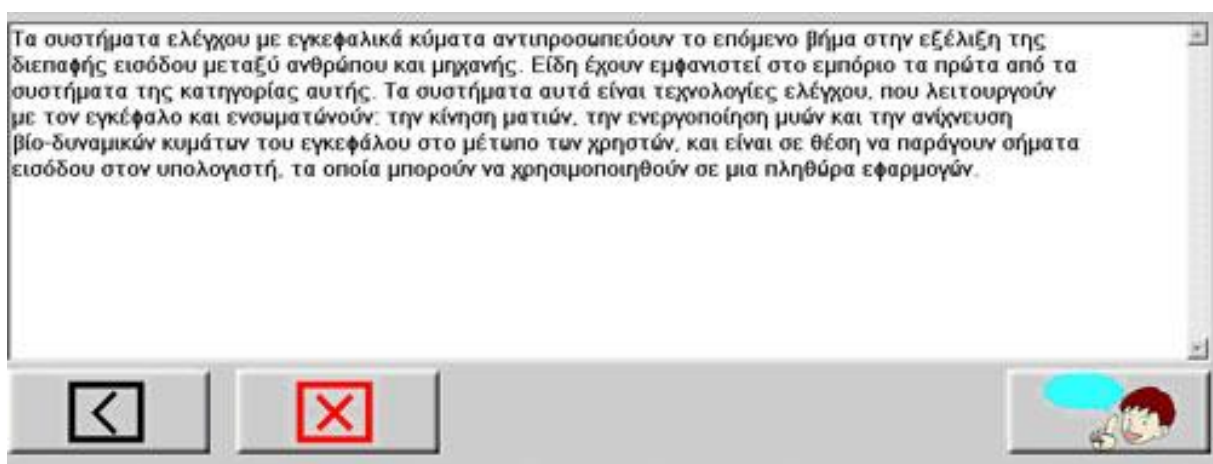 Τα συστήματα ελέγχου με εγκεφαλικά κύματα αντιπροσωπεύουν το επόμενο βήμα στην εξέλιξη της
διεπαφής εισόδου μεταξύ ανθρώπου και μηχανής. Είδη έχουν εμφανιστεί στο εμπόριο τα πρώτα από τα
συστήματα της κατηγορίας αυτής. Τα συστήματα αυτά είναι τεχνολογίες ελέγχου, που λειτουργούν
με τον εγκέφαλο και ενσωματώνούν: την κίνηση ματιών, την ενεργοποίηση μυών και την ανίχνευση
βίο-δυναμικών κυμάτων του εγκεφάλου στο μέτωπο των χρηστών, και είναι σε θέση να παράγουν σήματα
εισόδου στον υπολογιστή, τα οποία μπορούν να χρησιμοποιηθούν σε μια πληθώρα εφαρμογών.